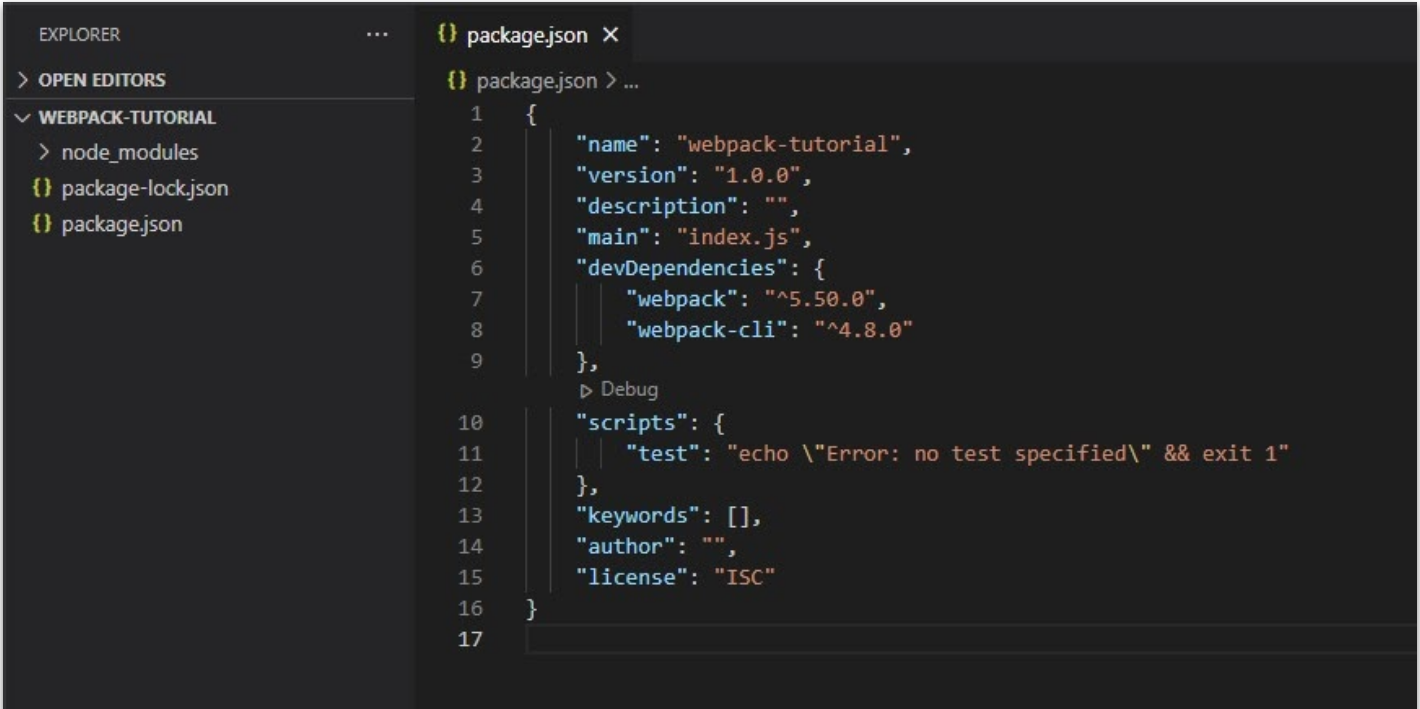 EXPLORER ...
OPEN EDITORS
WEBPACK-TUTORIAL
node_modules
package-lock.json
package.json
{} package.json ×
{} package.json > ...
1 {
2 "name": "webpack-tutorial",
3 "version": "1.0.0",
4 "description": "",
5 "main": "index.js",
6 "devDependencies": {
7 "webpack": "^5.50.0",
8 "webpack-cli": "^4.8.0"
9 },
Debug
10 "scripts": {
11 "test": "echo \"Error: no test specified\" && exit 1"
12 },
13 "keywords": [],
14 "author": "",
15 "license": "ISC"
16 }
17